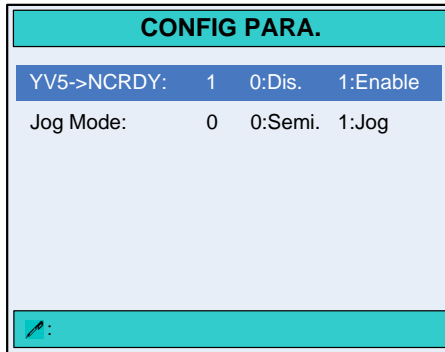 CONFIG PARA.
YV5->NCRDY: 1 0:Dis. 1:Enable
Jog Mode: 0 0:Semi. 1:Jog
: